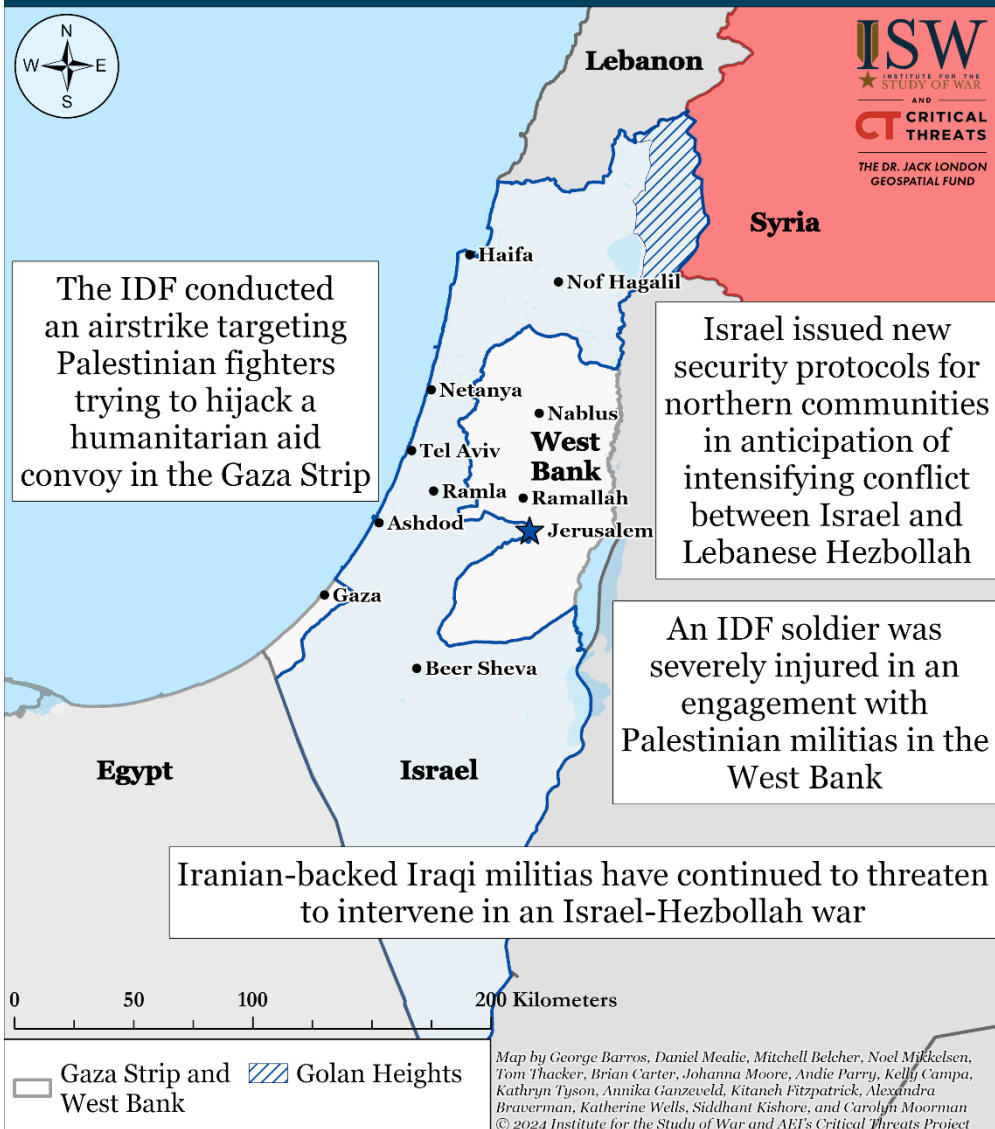 N
W E
S
Lebanon
ISW
INSTITUTE FOR THE
STUDY OF WAR
AND
CT CRITICAL
THREATS
THE DR. JACK LONDON
GEOSPATIAL FUND
Syria
Haifa
Nof Hagalil
The IDF conducted
an airstrike targeting
Palestinian fighters
trying to hijack a
humanitarian aid
convoy in the Gaza Strip
Israel issued new
security protocols for
northern communities
in anticipation of
intensifying conflict
between Israel and
Lebanese Hezbollah
Netanya
Nablus
West
Bank
Tel Aviv
Ramla
Ramallah
Ashdod
Jerusalem
Gaza
An IDF soldier was
severely injured in an
engagement with
Palestinian militias in the
West Bank
Beer Sheva
Egypt
Israel
Iranian-backed Iraqi militias have continued to threaten
to intervene in an Israel-Hezbollah war
0 50 100 200 Kilometers
Gaza Strip and
West Bank
Golan Heights
Map by George Barros, Daniel Mealie, Mitchell Belcher, Noel Mikkelsen,
Tom Thacker, Brian Carter, Johanna Moore, Andie Parry, Kelly Campa,
Kathryn Tyson, Annika Ganzeveld, Kitaneh Fitzpatrick, Alexandra
Braverman, Katherine Wells, Siddhant Kishore, and Carolyn Moorman
© 2024 Institute for the Study of War and AEI's Critical Threats Project